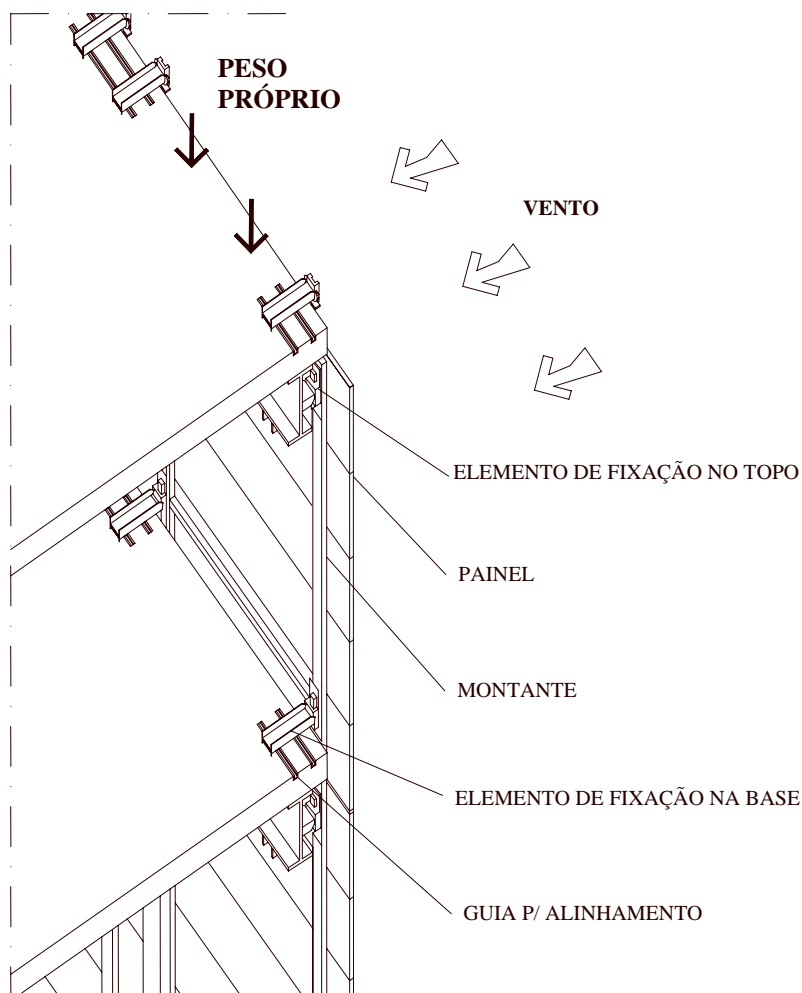 PESO
PRÓPRIO
VENTO
ELEMENTO DE FIXAÇÃO NO TOPO
PAINEL
MONTANTE
ELEMENTO DE FIXAÇÃO NA BASE
GUIA P/ ALINHAMENTO